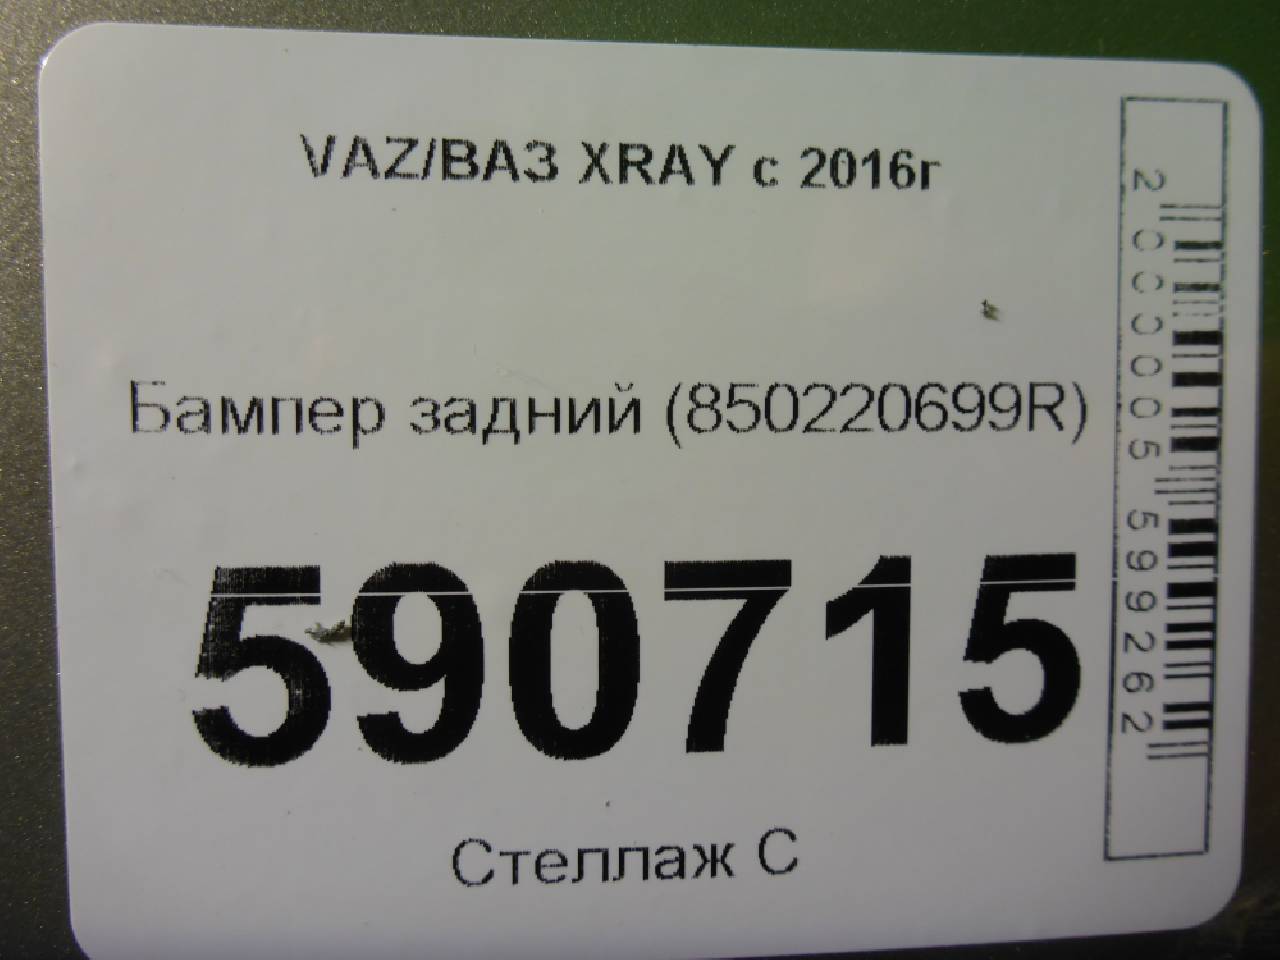 VAZ/ВАЗ XRAY с 2016г
Бампер задний (850220699R)
590715
Стеллаж С
2000005599262